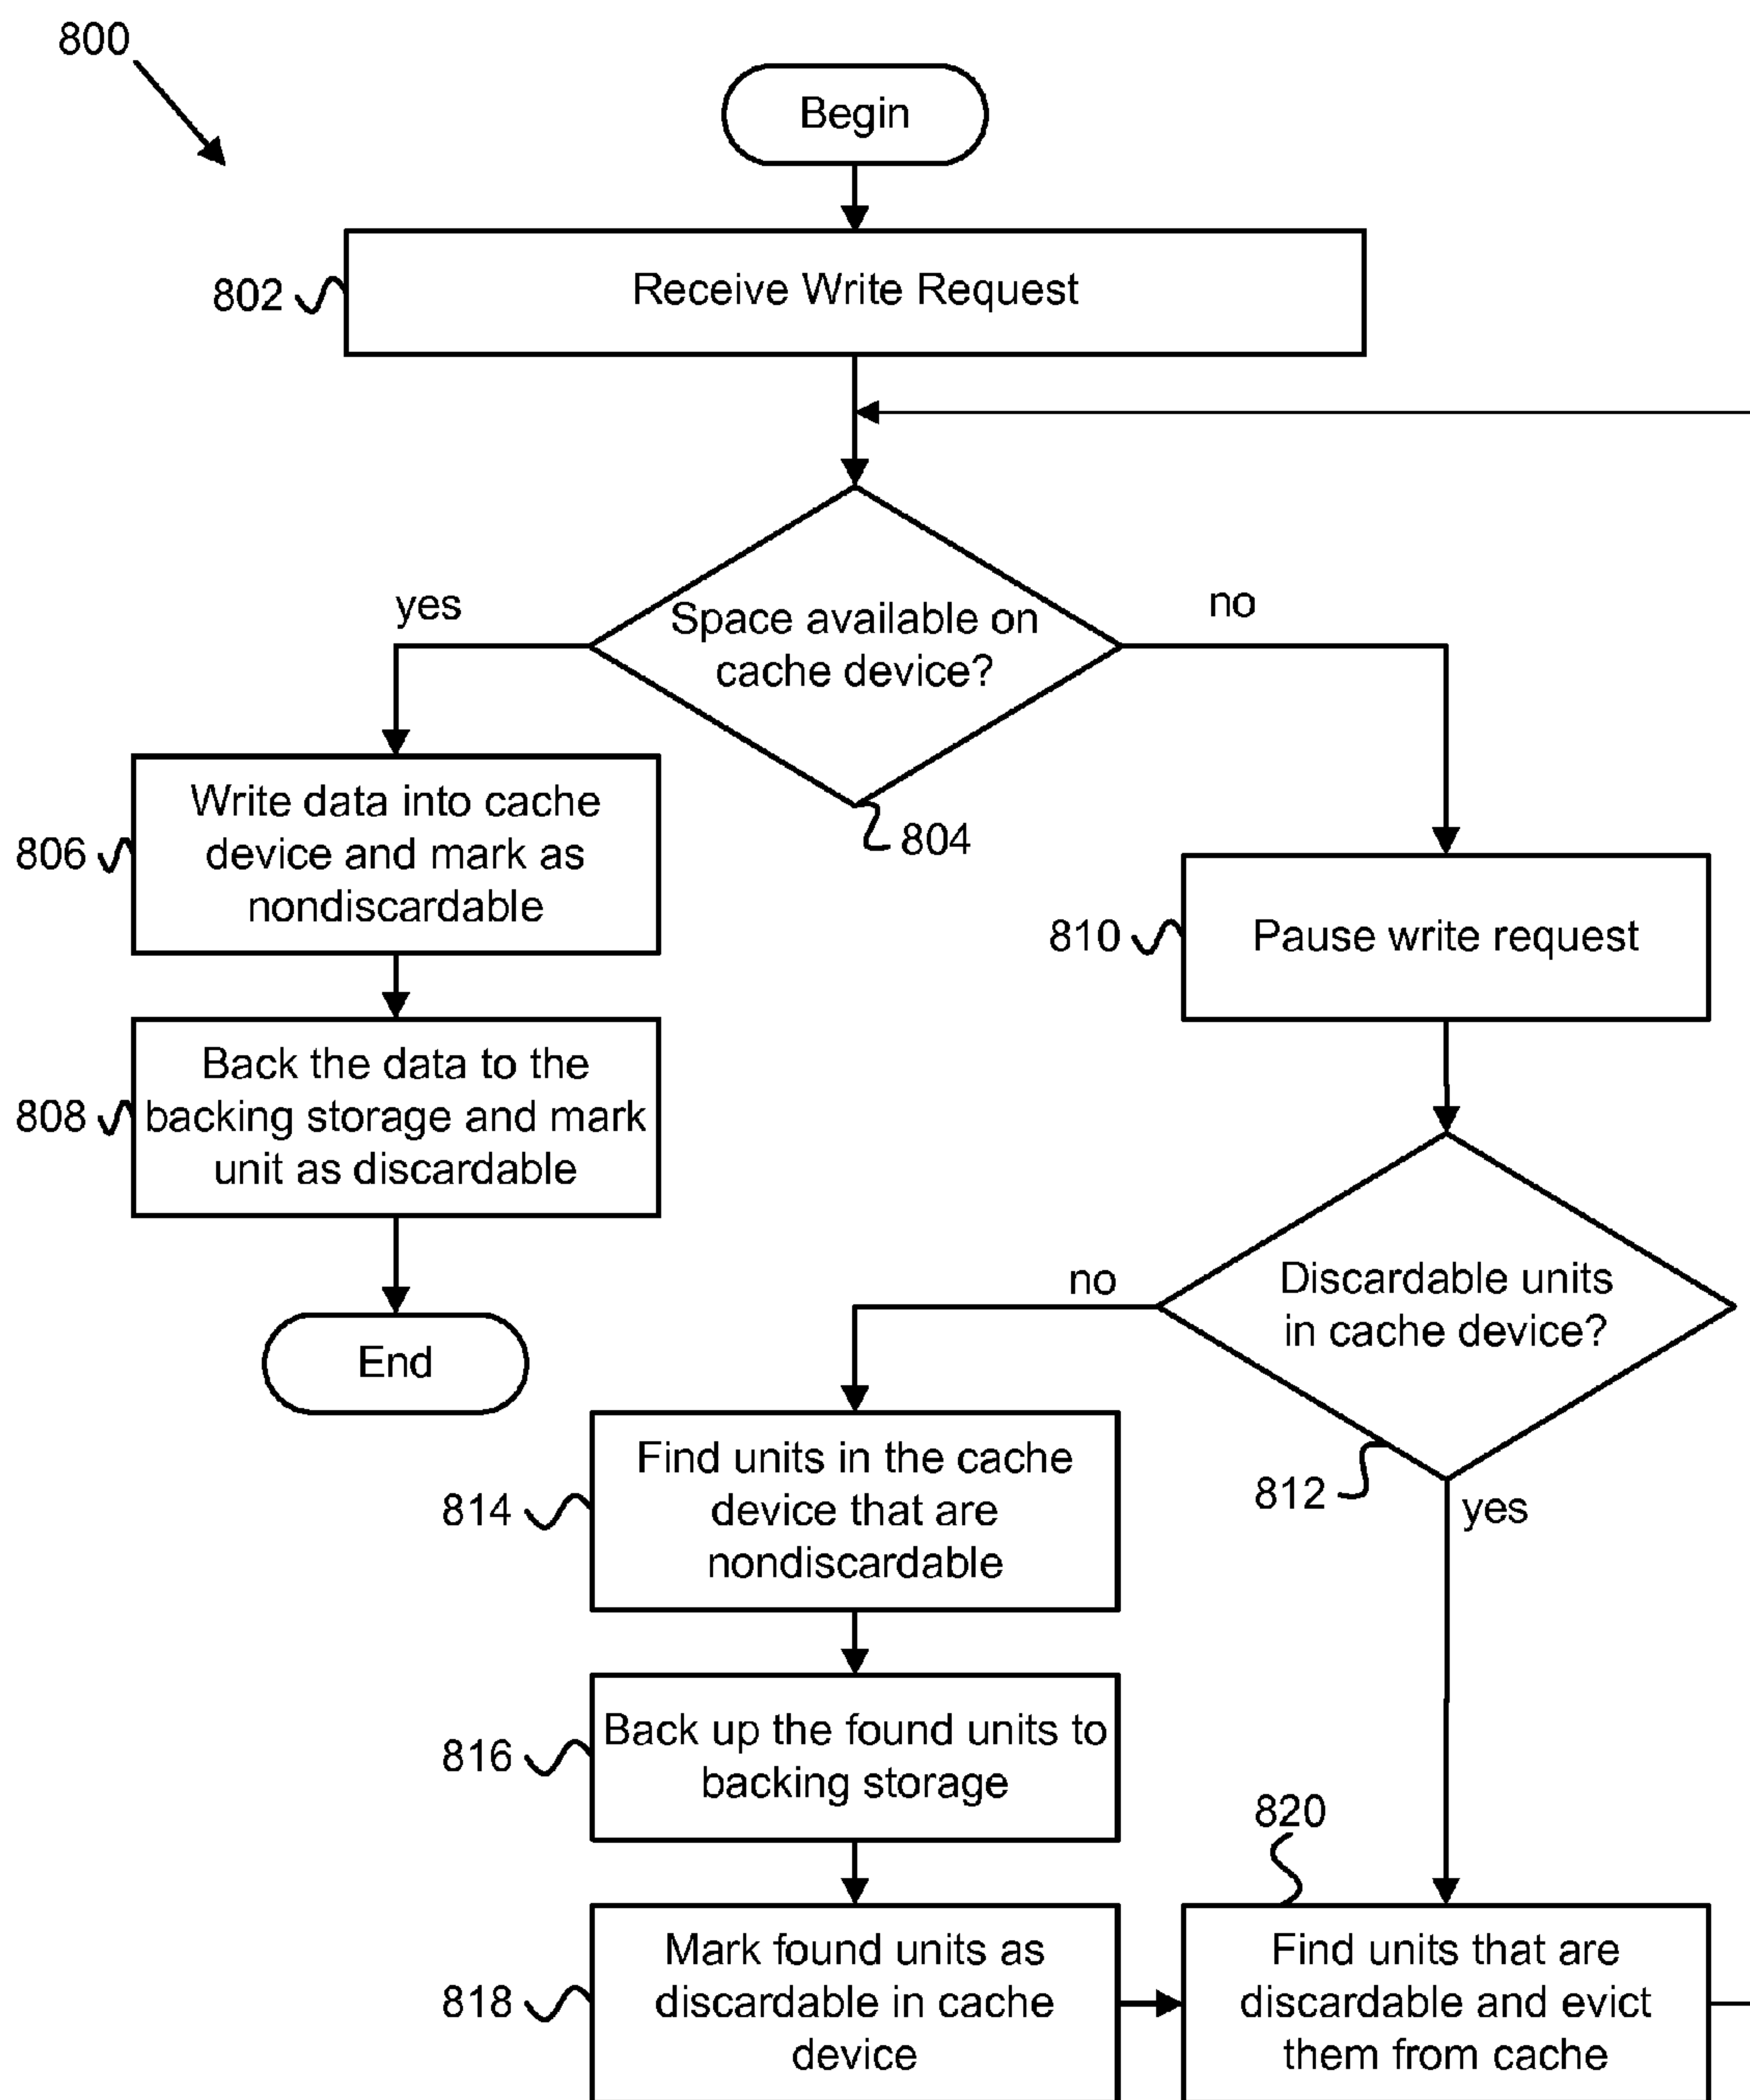 800
Begin
802
Receive Write Request
yes
Space available on
cache device?
no
804
806
Write data into cache
device and mark as
nondiscardable
810
Pause write request
808
Back the data to the
backing storage and mark
unit as discardable
End
no
Discardable units
in cache device?
812
yes
814
Find units in the cache
device that are
nondiscardable
816
Back up the found units to
backing storage
820
818
Mark found units as
discardable in cache
device
Find units that are
discardable and evict
them from cache